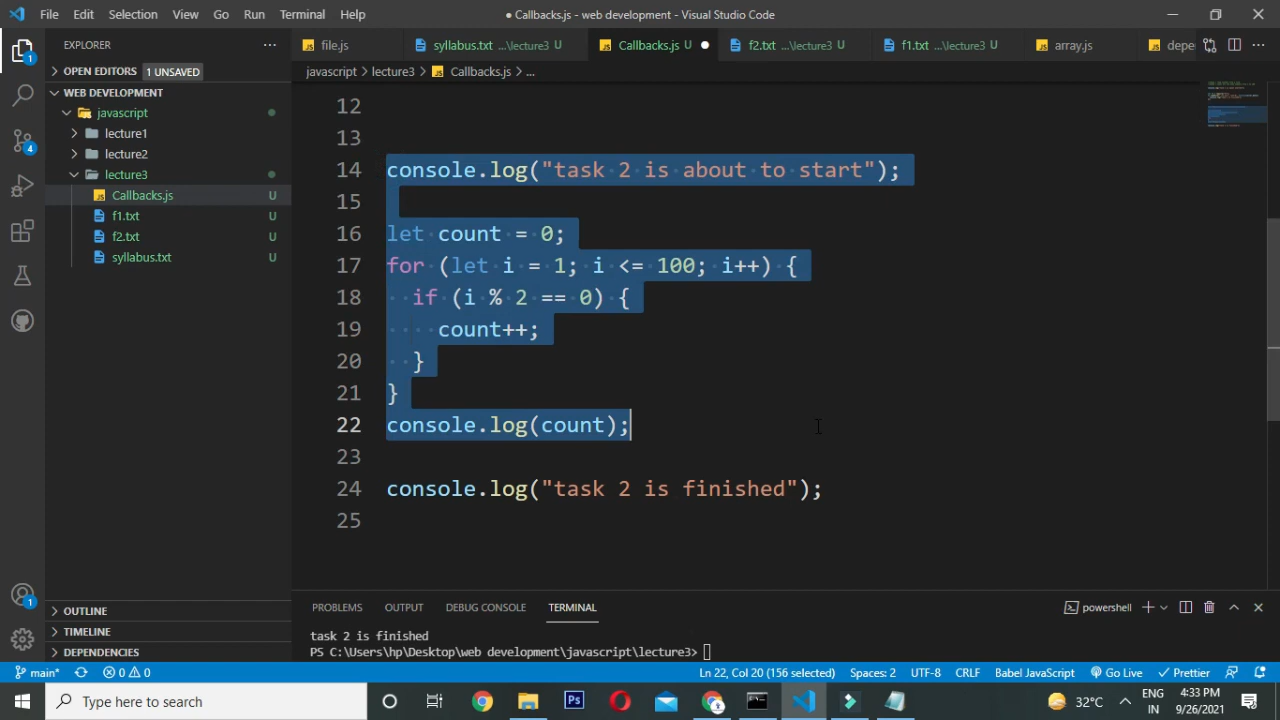 File Edit Selection View Go Run Terminal Help
● Callbacks.js - web development - Visual Studio Code
EXPLORER
file.js syllabus.txt ...\lecture3 U Callbacks.js U f2.txt ...\lecture3 U f1.txt ...\lecture3 U array.js depe
OPEN EDITORS 1 UNSAVED
javascript > lecture3 > Callbacks.js > ...
WEB DEVELOPMENT
javascript
lecture1
lecture2
lecture3
Callbacks.js U
f1.txt U
f2.txt U
syllabus.txt U
12
13
14 console.log("task 2 is about to start");
15
16 let count = 0;
17 for (let i = 1; i <= 100; i++) {
18 if (i % 2 == 0) {
19 count++;
20 }
21 }
22 console.log(count);
23
24 console.log("task 2 is finished");
25
1
4
1
OUTLINE
TIMELINE
DEPENDENCIES
PROBLEMS OUTPUT DEBUG CONSOLE TERMINAL
powershell
task 2 is finished
PS C:\Users\hp\Desktop\web development\javascript\lecture3>
main* 0 0 Ln 22, Col 20 (156 selected) Spaces: 2 UTF-8 CRLF Babel JavaScript Go Live Prettier
Type here to search
Ps
32°C
ENG
IN
4:33 PM
9/26/2021